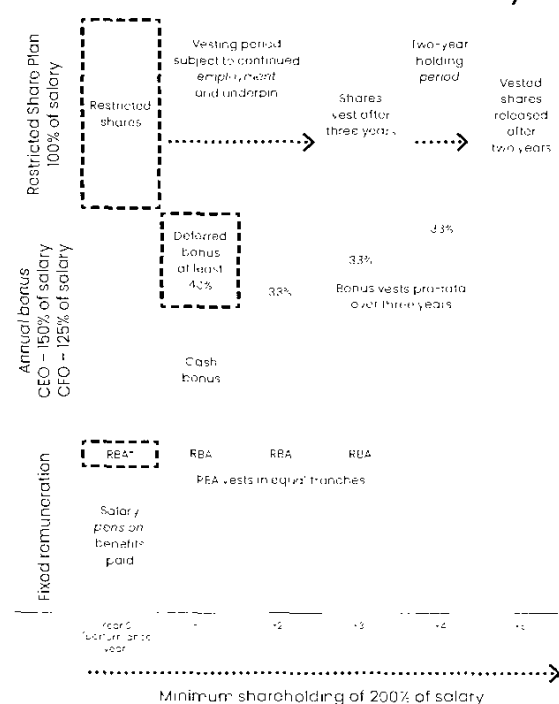 Restricted Share Plan
100% of salary
Restricted
shares
Vesting period
subject to continued
employment
and underpin
Shares
vest after
three years
Two-year
holding
period
Vested
shares
released
after
two years
Annual bonus
CEO – 150% of salary
CFO – 125% of salary
Deferred
bonus
at least
40%
33%
33%
33%
Bonus vests pro-rata
over three years
Cash
bonus
Fixed remuneration
RBA*
RBA
RBA
RBA
RBA vests in equal tranches
Salary
pension
benefits
paid
Year 0
performance
year
+2
+3
+4
Minimum shareholding of 200% of salary